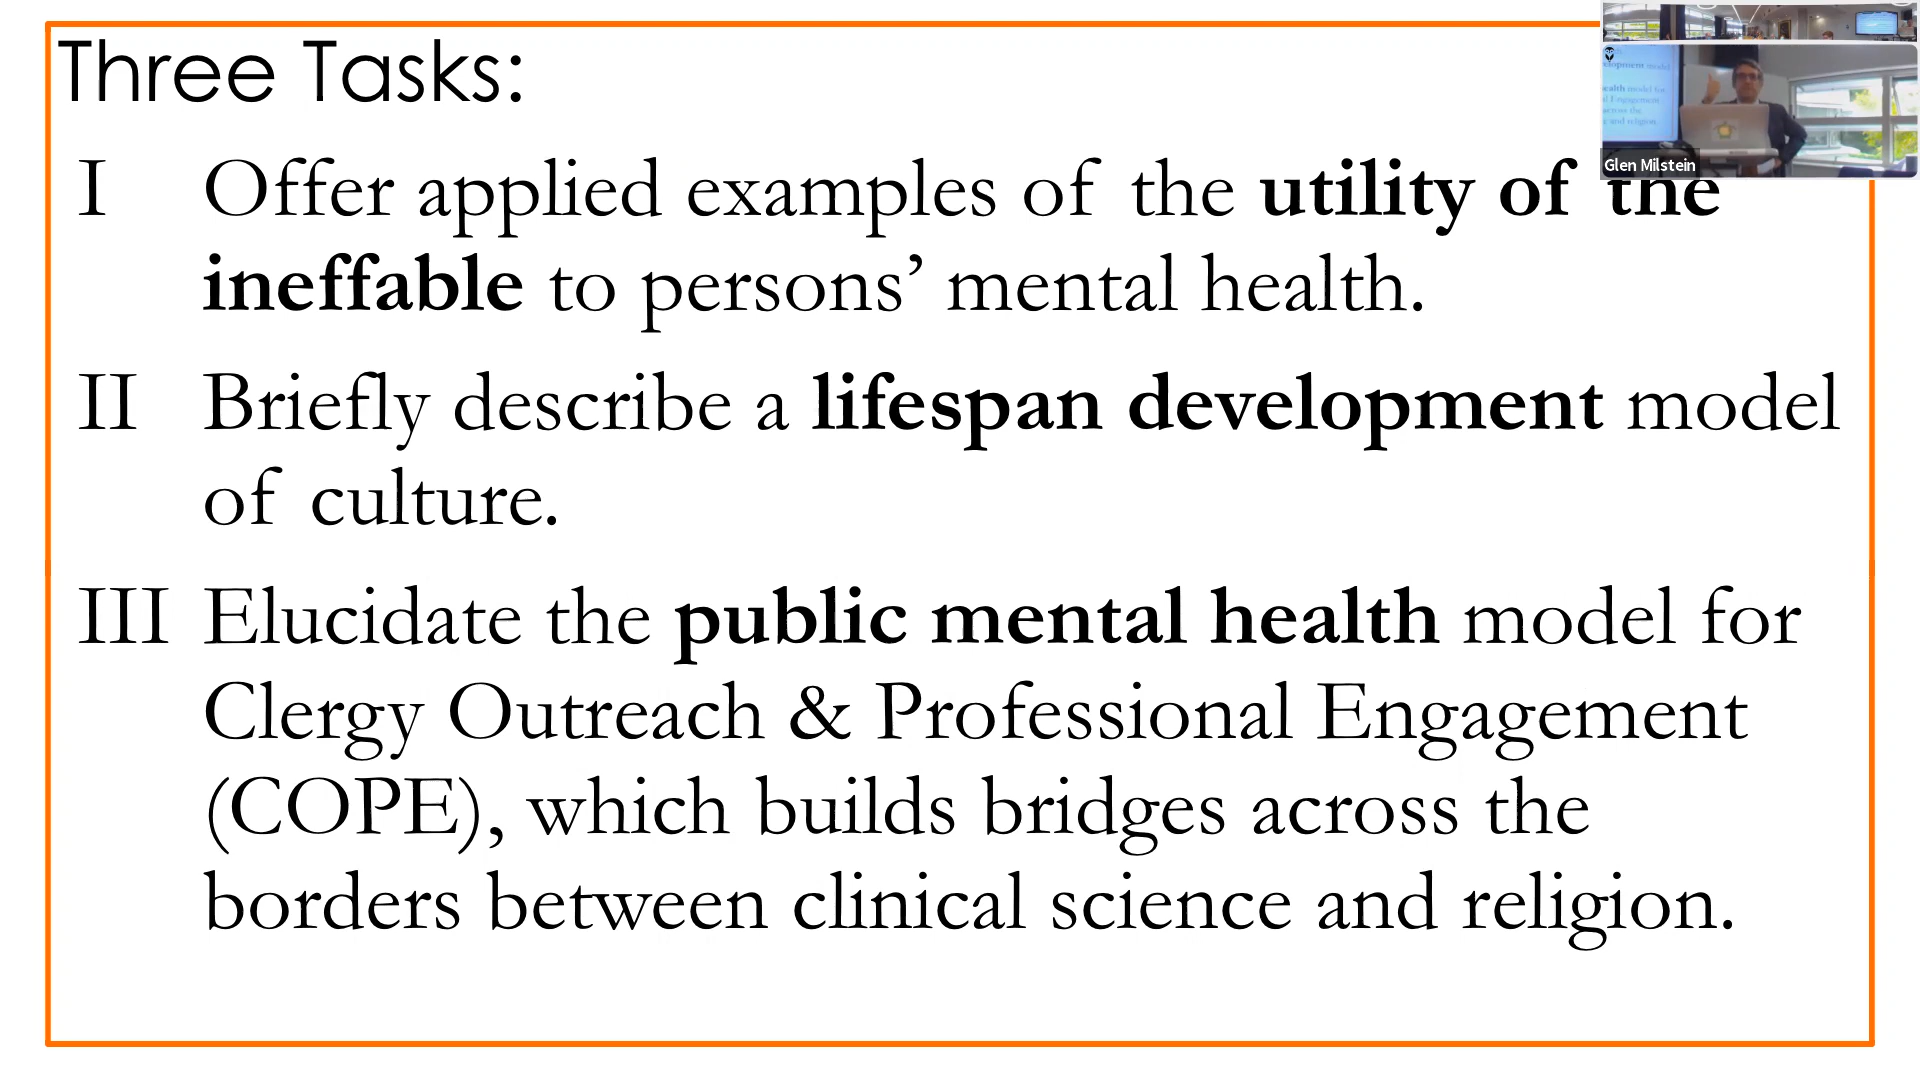 Three Tasks:
I Offer applied examples of the utility of the
ineffable to persons’ mental health.
II Briefly describe a lifespan development model
of culture.
III Elucidate the public mental health model for
Clergy Outreach & Professional Engagement
(COPE), which builds bridges across the
borders between clinical science and religion.
Glen Milstein